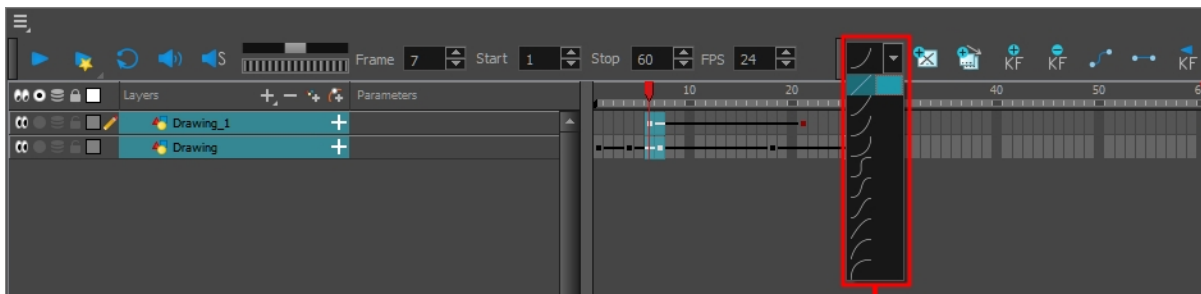 S Frame 7 Start 1 Stop 60 FPS 24 KF KF KF
Layers Parameters 10 20 40 50
Drawing_1
Drawing